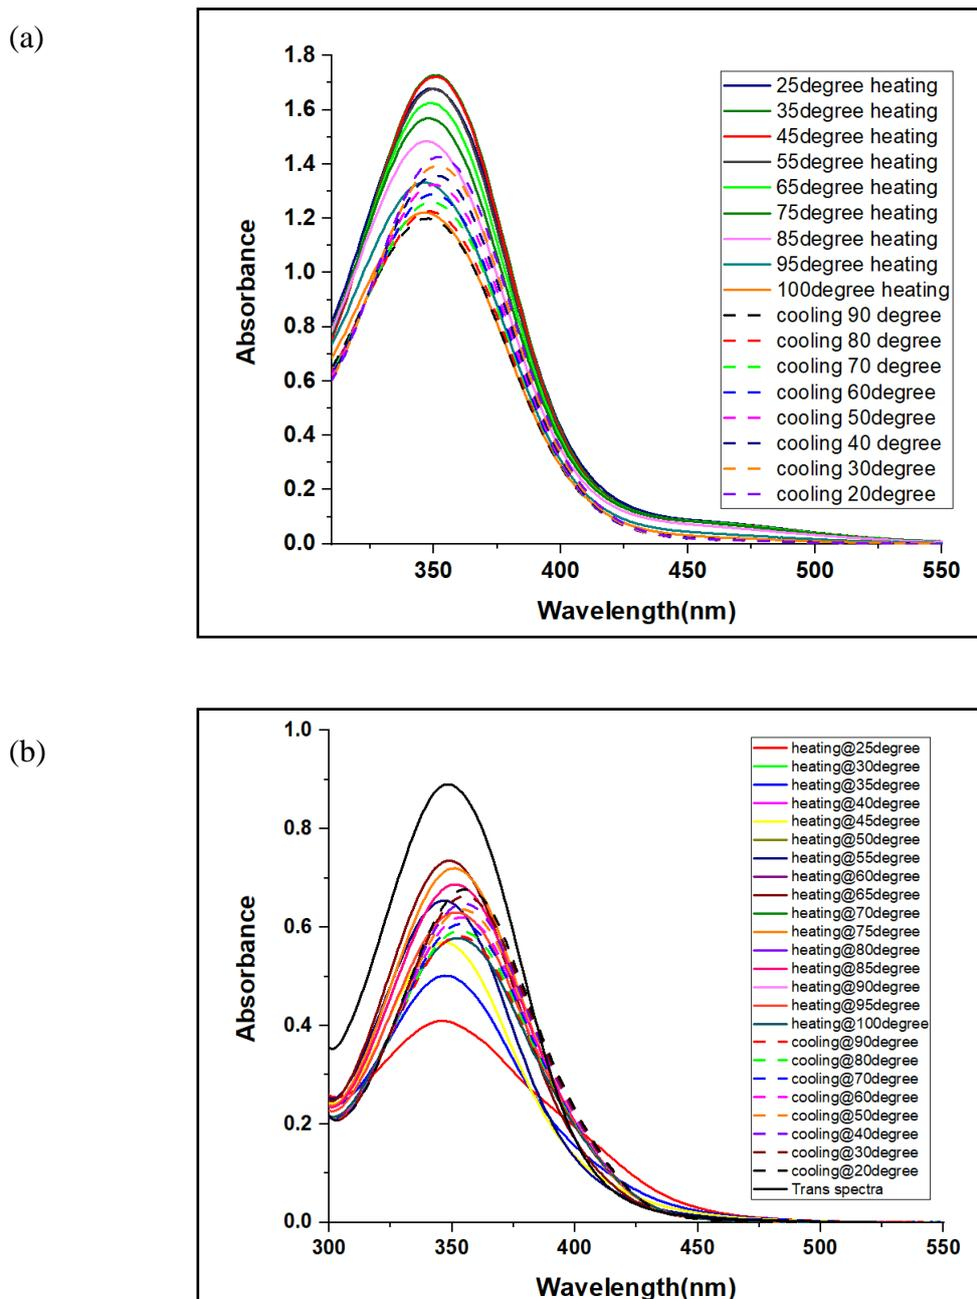 (a)
1.8
1.6
1.4
1.2
1.0
0.8
0.6
0.4
0.2
0.0
Absorbance
350
400
450
500
550
Wavelength(nm)
25degree heating
35degree heating
45degree heating
55degree heating
65degree heating
75degree heating
85degree heating
95degree heating
100degree heating
cooling 90 degree
cooling 80 degree
cooling 70 degree
cooling 60degree
cooling 50degree
cooling 40 degree
cooling 30degree
cooling 20degree
(b)
1.0
0.8
0.6
0.4
0.2
0.0
Absorbance
300
350
400
450
500
550
Wavelength(nm)
heating@25degree
heating@30degree
heating@35degree
heating@40degree
heating@45degree
heating@50degree
heating@55degree
heating@60degree
heating@65degree
heating@70degree
heating@75degree
heating@80degree
heating@85degree
heating@90degree
heating@95degree
heating@100degree
cooling@90degree
cooling@80degree
cooling@70degree
cooling@60degree
cooling@50degree
cooling@40degree
cooling@30degree
cooling@20degree
Trans spectra